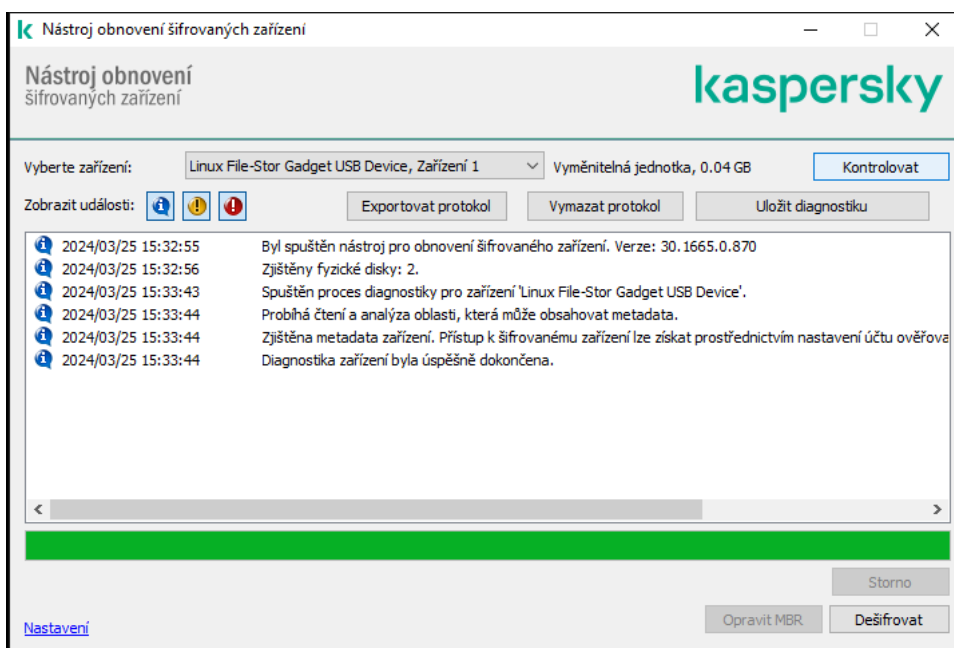 Nástroj obnovení šifrovaných zařízení
Nástroj obnovení
šifrovaných zařízení
kaspersky
Vyberte zařízení: Linux File-Stor Gadget USB Device, Zařízení 1 Vyměnitelná jednotka, 0.04 GB Kontrolovat
Zobrazit události: Exportovat protokol Vymazat protokol Uložit diagnostiku
2024/03/25 15:32:55 Byl spuštěn nástroj pro obnovení šifrovaného zařízení. Verze: 30.1665.0.870
2024/03/25 15:32:56 Zjištěny fyzické disky: 2.
2024/03/25 15:33:43 Spuštěn proces diagnostiky pro zařízení 'Linux File-Stor Gadget USB Device'.
2024/03/25 15:33:44 Probíhá čtení a analýza oblasti, která může obsahovat metadata.
2024/03/25 15:33:44 Zjištěna metadata zařízení. Přístup k šifrovanému zařízení lze získat prostřednictvím nastavení účtu ověřova
2024/03/25 15:33:44 Diagnostika zařízení byla úspěšně dokončena.
Storno
Nastavení Opravit MBR Dešifrovat